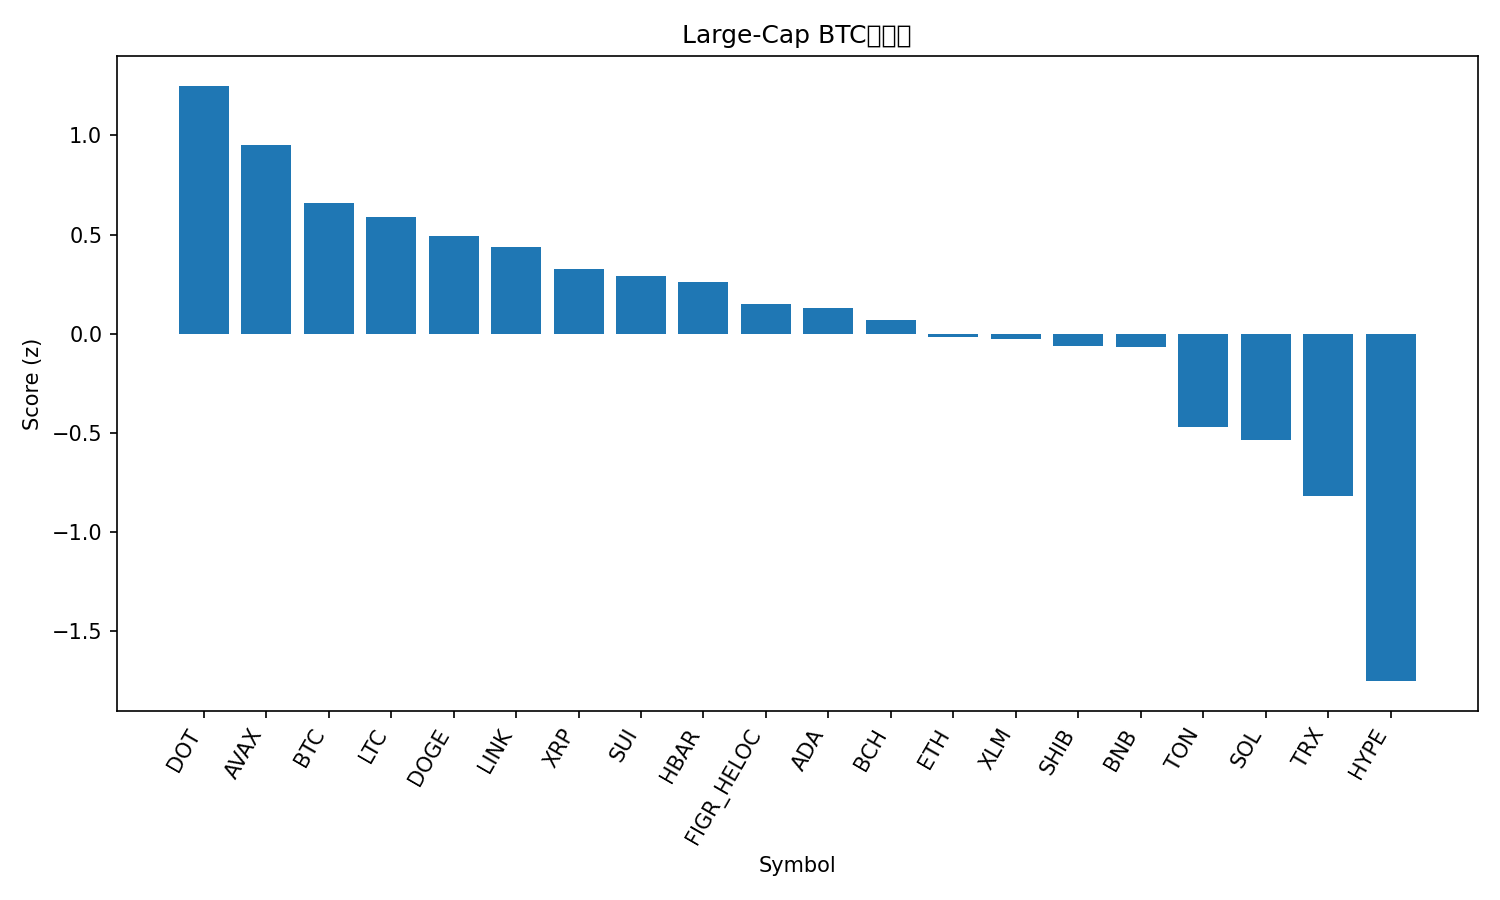 Large-Cap BTC
Score (z)
1.0
0.5
0.0
−0.5
−1.0
−1.5
DOT
AVAX
BTC
LTC
DOGE
LINK
XRP
SUI
HBAR
FIGR_HELOC
ADA
BCH
ETH
XLM
SHIB
BNB
TON
SOL
TRX
HYPE
Symbol